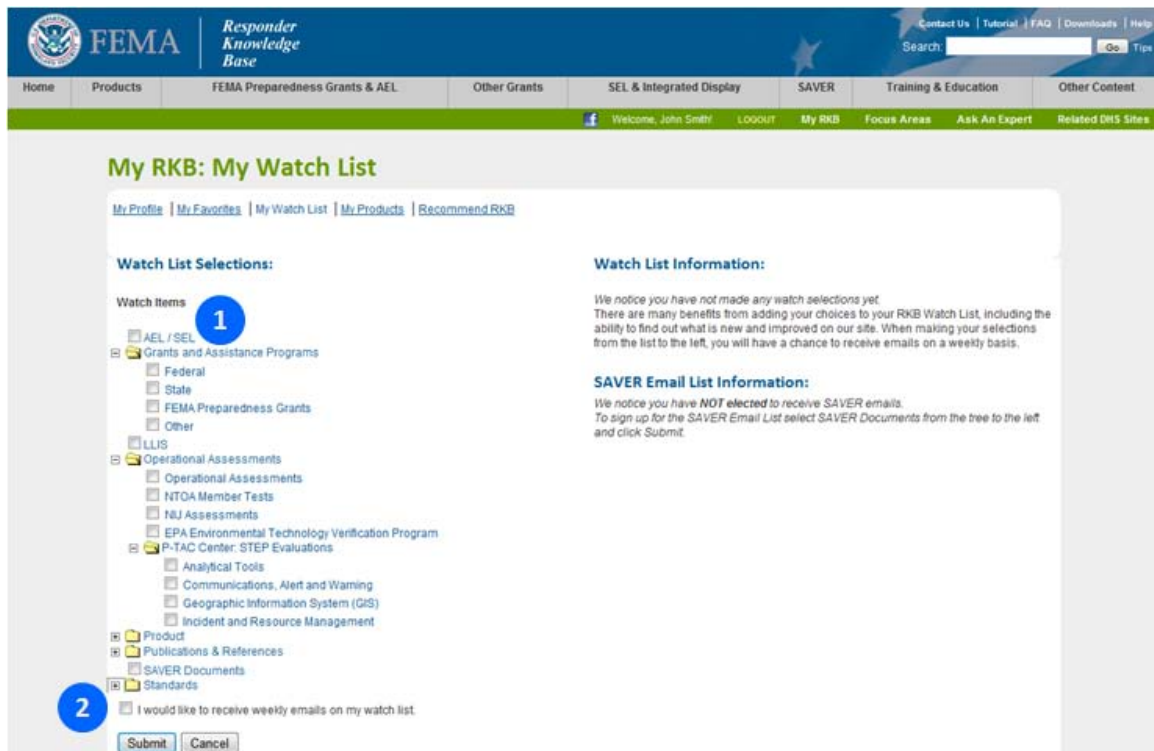 FEMA
Responder
Knowledge
Base
Contact Us | Tutorial | FAQ | Downloads | Help
Search: Go Tips
Home Products FEMA Preparedness Grants & AEL Other Grants SEL & Integrated Display SAVER Training & Education Other Content
f Welcome, John Smith! LOGOUT My RKB Focus Areas Ask An Expert Related DHS Sites
My RKB: My Watch List
My Profile | My Favorites | My Watch List | My Products | Recommend RKB
Watch List Selections:
Watch Items
1
AEL / SEL
Grants and Assistance Programs
Federal
State
FEMA Preparedness Grants
Other
LLIS
Operational Assessments
Operational Assessments
NTOA Member Tests
NIJ Assessments
EPA Environmental Technology Verification Program
P-TAC Center: STEP Evaluations
Analytical Tools
Communications, Alert and Warning
Geographic Information System (GIS)
Incident and Resource Management
Product
Publications & References
SAVER Documents
Standards
2
I would like to receive weekly emails on my watch list.
Submit Cancel
Watch List Information:
We notice you have not made any watch selections yet.
There are many benefits from adding your choices to your RKB Watch List, including the
ability to find out what is new and improved on our site. When making your selections
from the list to the left, you will have a chance to receive emails on a weekly basis.
SAVER Email List Information:
We notice you have NOT elected to receive SAVER emails.
To sign up for the SAVER Email List select SAVER Documents from the tree to the left
and click Submit.